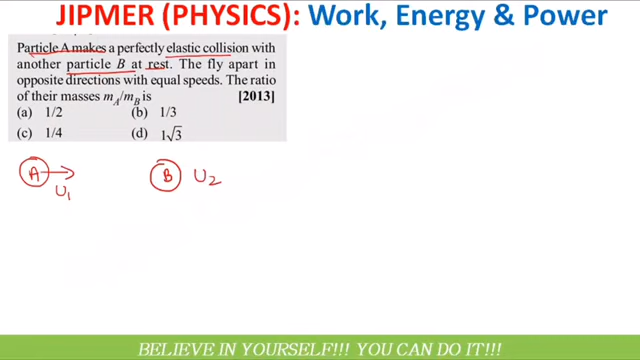 JIPMER (PHYSICS): Work, Energy & Power
Particle A makes a perfectly elastic collision with
another particle B at rest. The fly apart in
opposite directions with equal speeds. The ratio
of their masses m_A/m_B is [2013]
(a) 1/2 (b) 1/3
(c) 1/4 (d) 1√3
A B U2
U1
BELIEVE IN YOURSELF!!! YOU CAN DO IT!!!